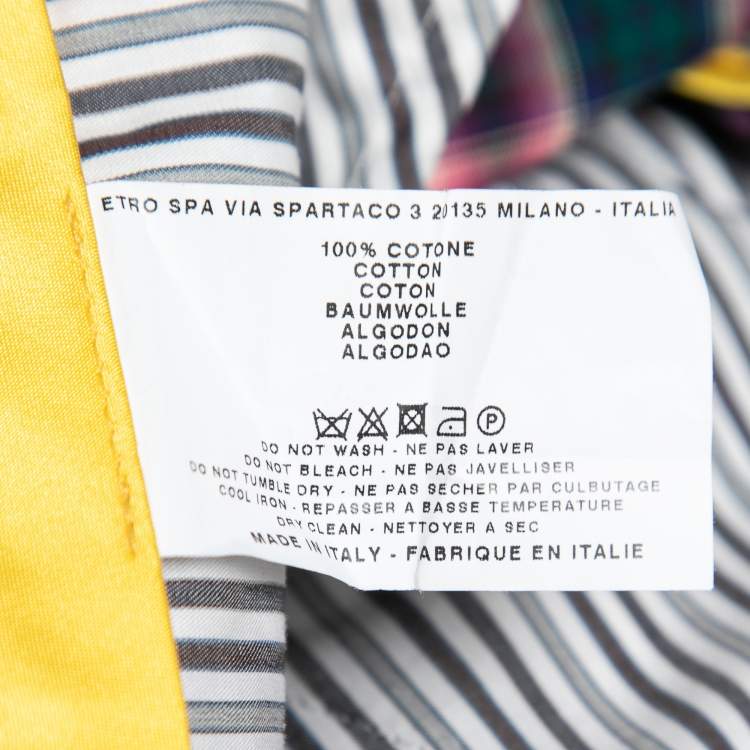 ETRO SPA VIA SPARTACO 3 20135 MILANO - ITALIA
100% COTONE
COTTON
COTON
BAUMWOLLE
ALGODON
ALGODAO
P
DO NOT WASH - NE PAS LAVER
DO NOT BLEACH - NE PAS JAVELLISER
DO NOT TUMBLE DRY - NE PAS SECHER PAR CULBUTAGE
COOL IRON - REPASSER A BASSE TEMPERATURE
DRY CLEAN - NETTOYER A SEC
MADE IN ITALY - FABRIQUE EN ITALIE